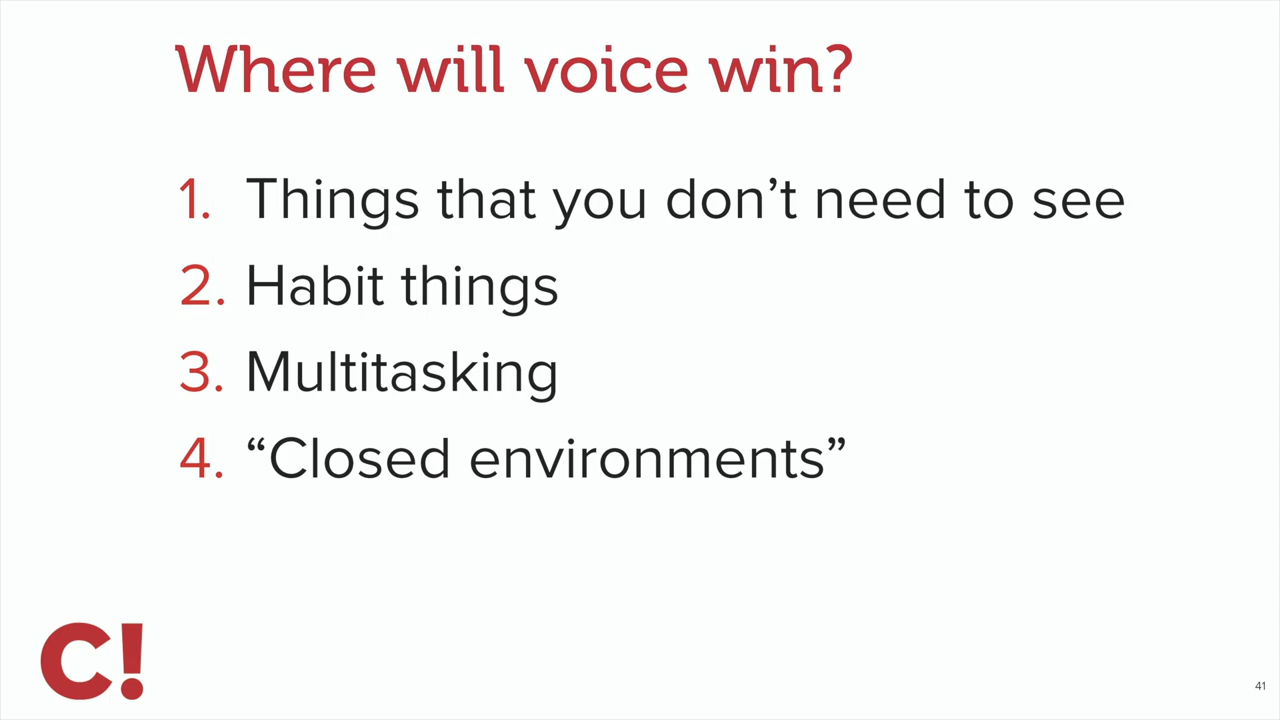 Where will voice win?
1. Things that you don’t need to see
2. Habit things
3. Multitasking
4. “Closed environments”
C!
41